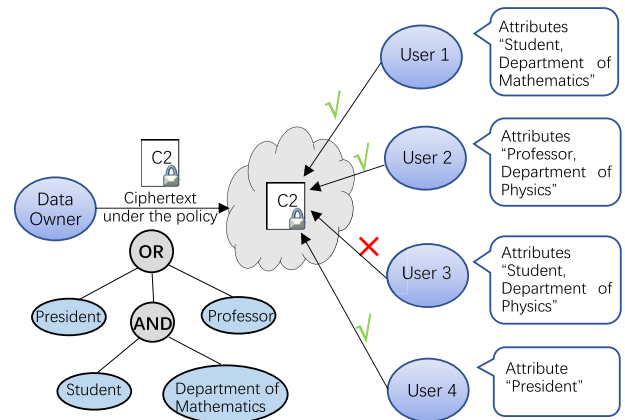 User 1
Attributes
“Student,
Department of
Mathematics”
C2
Ciphertext
under the policy
Data
Owner
C2
User 2
Attributes
“Professor,
Department of
Physics”
OR
President
AND
Professor
Student
Department of
Mathematics
User 3
Attributes
“Student,
Department of
Physics”
User 4
Attribute
“President”